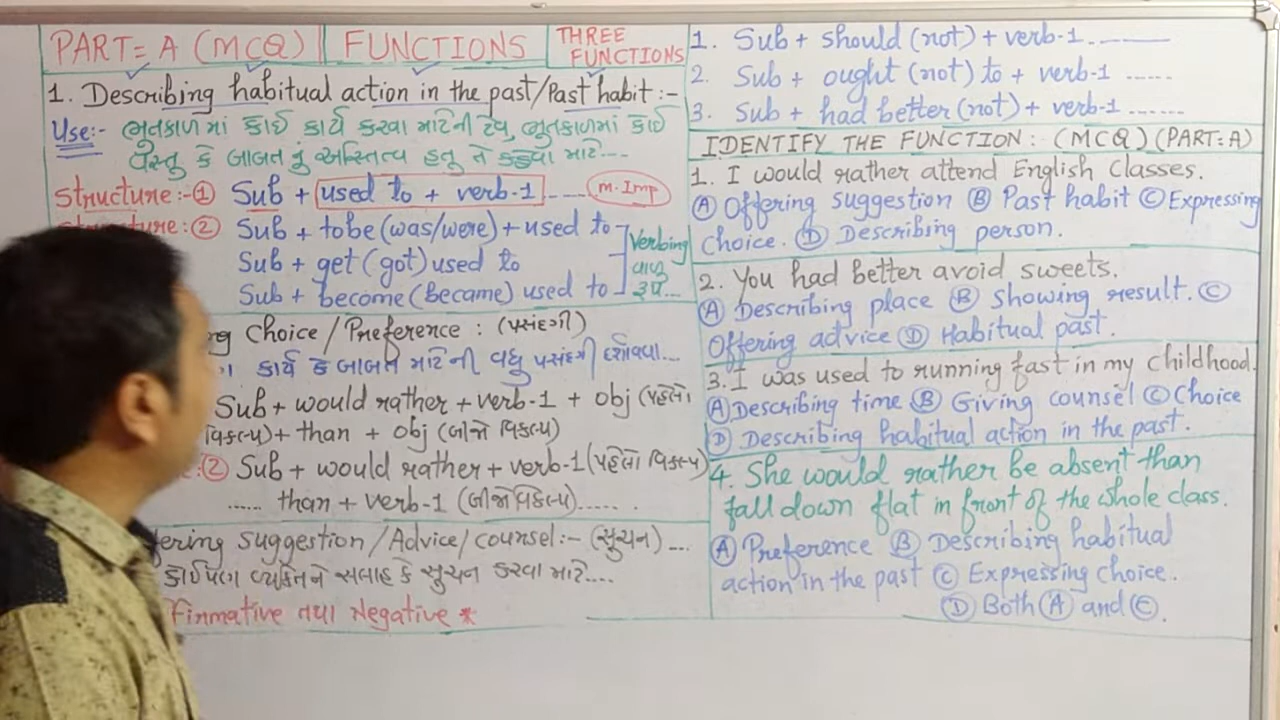 PART= A (MCQ) || FUNCTIONS
THREE FUNCTIONS
1. Describing habitual action in the past/Past habit :-
Use:- ભુતકાળ માં કોઈ કાર્ય કરવા માટેની ટેવ, ભુતકાળમાં કોઈ
વસ્તુ કે બાબત નું અસ્તિત્વ હતુ તે કહેવા માટે....
Structure:-① Sub + used to + verb-1 ...... m.Imp
② Sub + tobe (was/were) + used to
Sub + get (got) used to
Sub + become (became) used to
Verbing વાળુ રૂપ...
Choice / Preference : (પસંદગી)
કાર્ય કે બાબત માટેની વધુ પસંદગી દર્શાવવા...
Sub + would rather + verb-1 + obj (પહેલો
વિકલ્પ) + than + obj (બીજો વિકલ્પ)
② Sub + would rather + verb-1 (પહેલો વિકલ્પ)
...... than + verb-1 (બીજો વિકલ્પ)...... .
fering suggestion / Advice / counsel :- (સૂચન) ...
કોઈપણ વ્યક્તિને સલાહ કે સુચન કરવા માટે....
firmative તથા Negative *
1. Sub + should (not) + verb-1 .———
2. Sub + ought (not) to + verb-1 .....
3. Sub + had better (not) + verb-1 ......
IDENTIFY THE FUNCTION : (MCQ) (PART:A)
1. I would rather attend English Classes.
Ⓐ Offering suggestion Ⓑ Past habit Ⓒ Expressing
Choice. Ⓓ Describing person.
2. You had better avoid sweets.
Ⓐ Describing place Ⓑ Showing result. Ⓒ
Offering advice Ⓓ Habitual past.
3. I was used to running fast in my childhood.
Ⓐ Describing time Ⓑ Giving counsel Ⓒ Choice
Ⓓ Describing habitual action in the past.
4. She would rather be absent than
fall down flat in front of the whole class.
Ⓐ Preference Ⓑ Describing habitual
action in the past Ⓒ Expressing choice.
Ⓓ Both Ⓐ and Ⓒ.